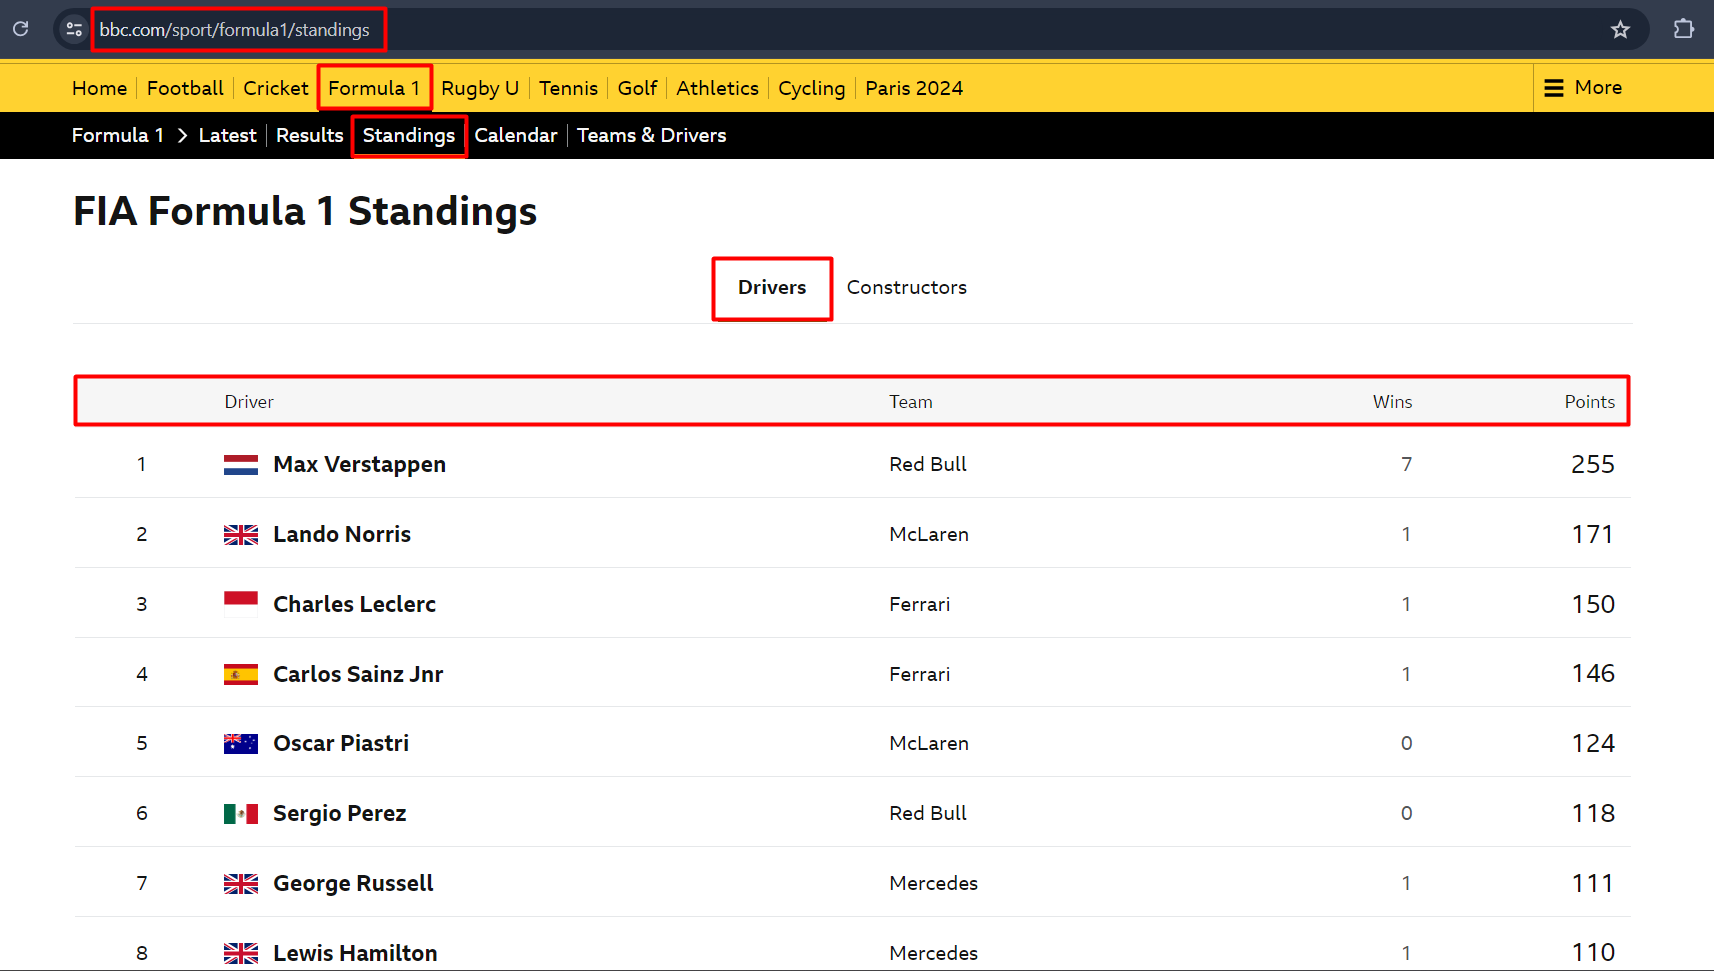 bbc.com/sport/formula1/standings
Home Football Cricket Formula 1 Rugby U Tennis Golf Athletics Cycling Paris 2024 More
Formula 1 Latest Results Standings Calendar Teams & Drivers
FIA Formula 1 Standings
Drivers Constructors
Driver Team Wins Points
1 Max Verstappen Red Bull 7 255
2 Lando Norris McLaren 1 171
3 Charles Leclerc Ferrari 1 150
4 Carlos Sainz Jnr Ferrari 1 146
5 Oscar Piastri McLaren 0 124
6 Sergio Perez Red Bull 0 118
7 George Russell Mercedes 1 111
8 Lewis Hamilton Mercedes 1 110